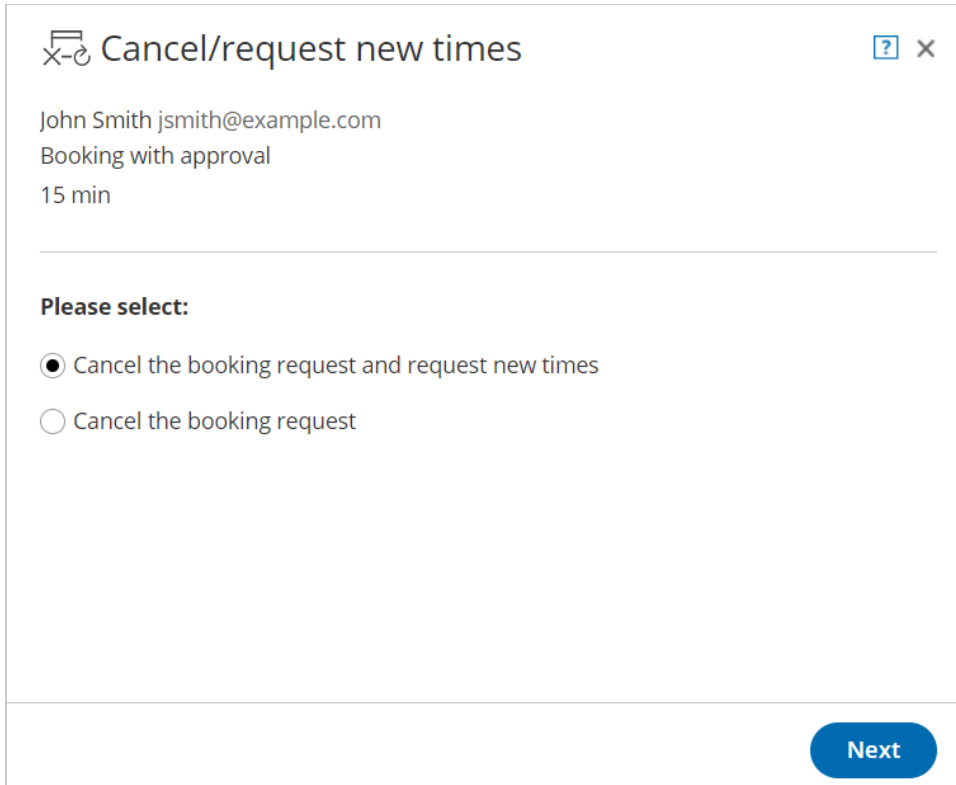 Cancel/request new times
?
John Smith jsmith@example.com
Booking with approval
15 min
Please select:
Cancel the booking request and request new times
Cancel the booking request
Next